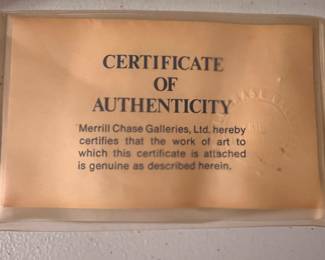 CERTIFICATE
OF
AUTHENTICITY
Merrill Chase Galleries, Ltd. hereby
certifies that the work of art to
which this certificate is attached
is genuine as described herein.